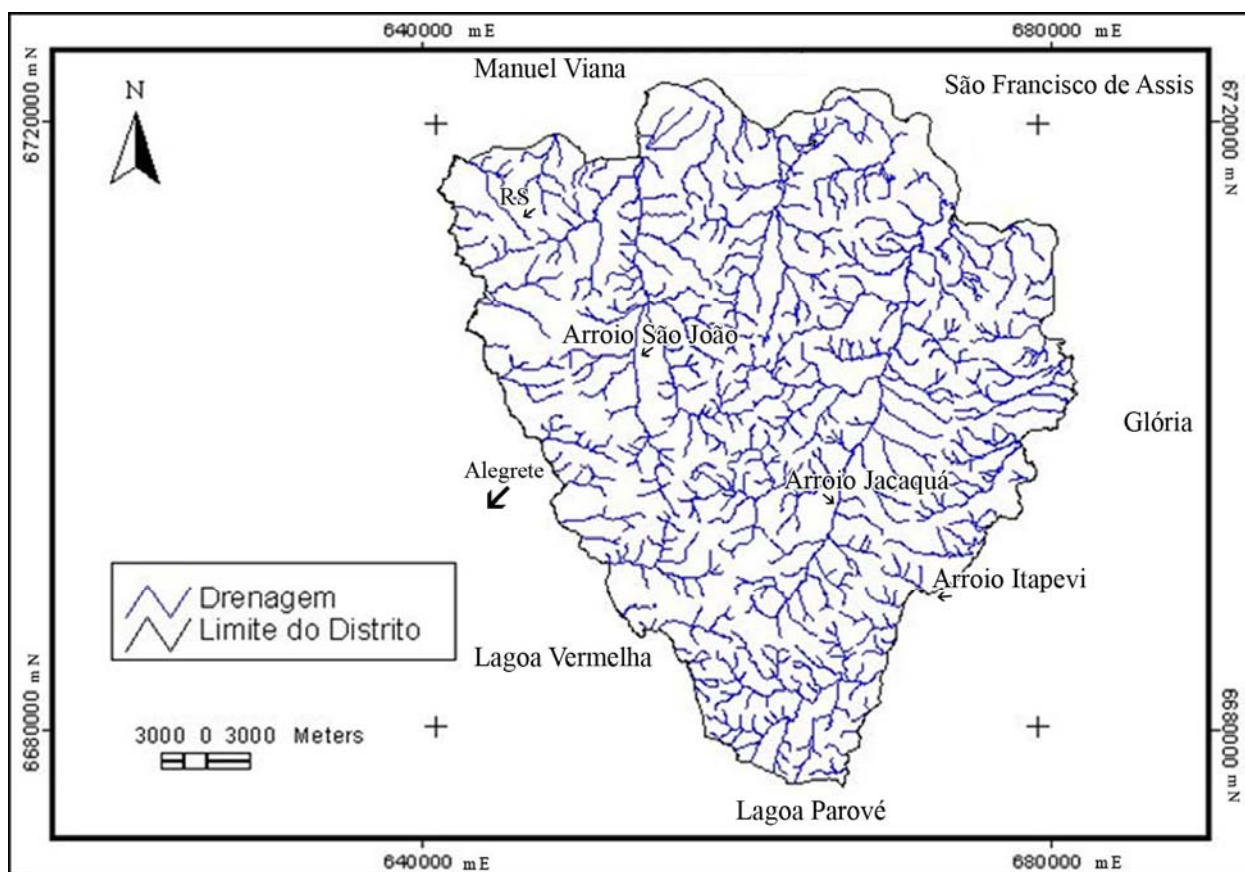 640000 mE
680000 mE
Manuel Viana
São Francisco de Assis
6720000 mN
6720000 mN
N
R-S
Arroio São João
Glória
Alegrete
Arroio Jacaquá
Arroio Itapevi
Drenagem
Limite do Distrito
Lagoa Vermelha
6680000 mN
6680000 mN
3000 0 3000 Meters
Lagoa Parové
640000 mE
680000 mE